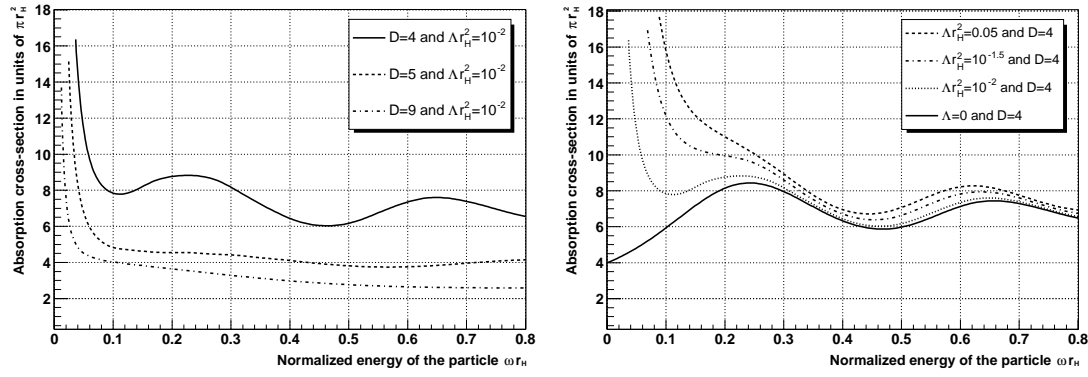 Absorption cross-section in units of πr_H^2
18
16
14
12
10
8
6
4
2
0 0.1 0.2 0.3 0.4 0.5 0.6 0.7 0.8
Normalized energy of the particle ωr_H
D=4 and Λr_H^2=10^-2
D=5 and Λr_H^2=10^-2
D=9 and Λr_H^2=10^-2
Absorption cross-section in units of πr_H^2
18
16
14
12
10
8
6
4
2
0 0.1 0.2 0.3 0.4 0.5 0.6 0.7 0.8
Normalized energy of the particle ωr_H
Λr_H^2=0.05 and D=4
Λr_H^2=10^-1.5 and D=4
Λr_H^2=10^-2 and D=4
Λ=0 and D=4